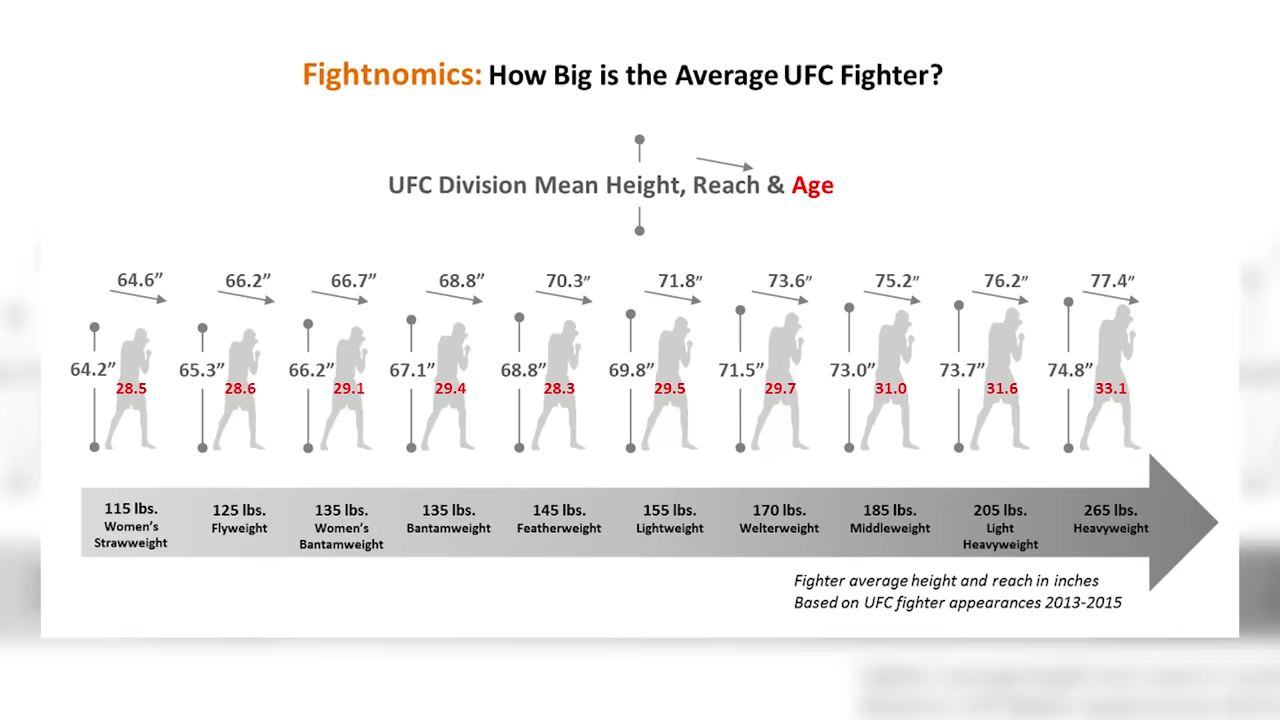 Fightnomics: How Big is the Average UFC Fighter?
UFC Division Mean Height, Reach & Age
64.6” 66.2” 66.7” 68.8” 70.3” 71.8” 73.6” 75.2” 76.2” 77.4”
64.2” 65.3” 66.2” 67.1” 68.8” 69.8” 71.5” 73.0” 73.7” 74.8”
28.5 28.6 29.1 29.4 28.3 29.5 29.7 31.0 31.6 33.1
115 lbs.
Women’s
Strawweight
125 lbs.
Flyweight
135 lbs.
Women’s
Bantamweight
135 lbs.
Bantamweight
145 lbs.
Featherweight
155 lbs.
Lightweight
170 lbs.
Welterweight
185 lbs.
Middleweight
205 lbs.
Light
Heavyweight
265 lbs.
Heavyweight
Fighter average height and reach in inches
Based on UFC fighter appearances 2013-2015